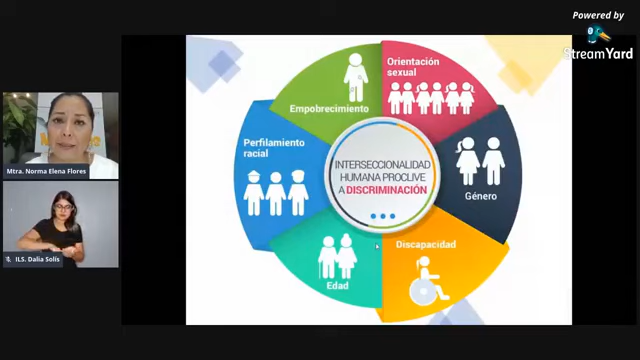 Powered by
StreamYard
Mtra. Norma Elena Flores
ILS. Dalia Solís
Orientación
sexual
Empobrecimiento
Perfilamiento
racial
INTERSECCIONALIDAD
HUMANA PROCLIVE
A DISCRIMINACIÓN
Género
Discapacidad
Edad